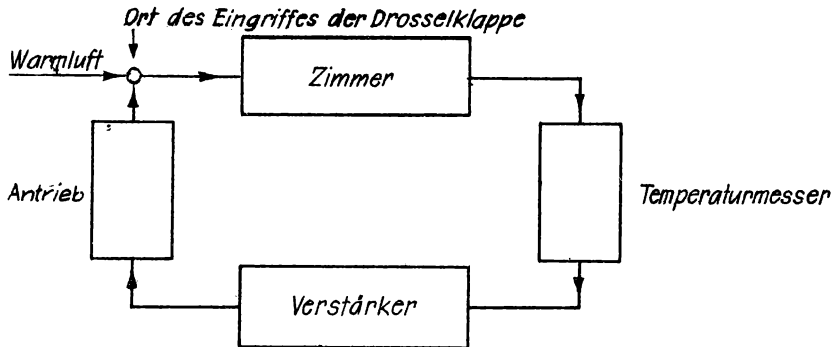 Ort des Eingriffes der Drosselklappe
Warmluft
Zimmer
Antrieb
Temperaturmesser
Verstärker